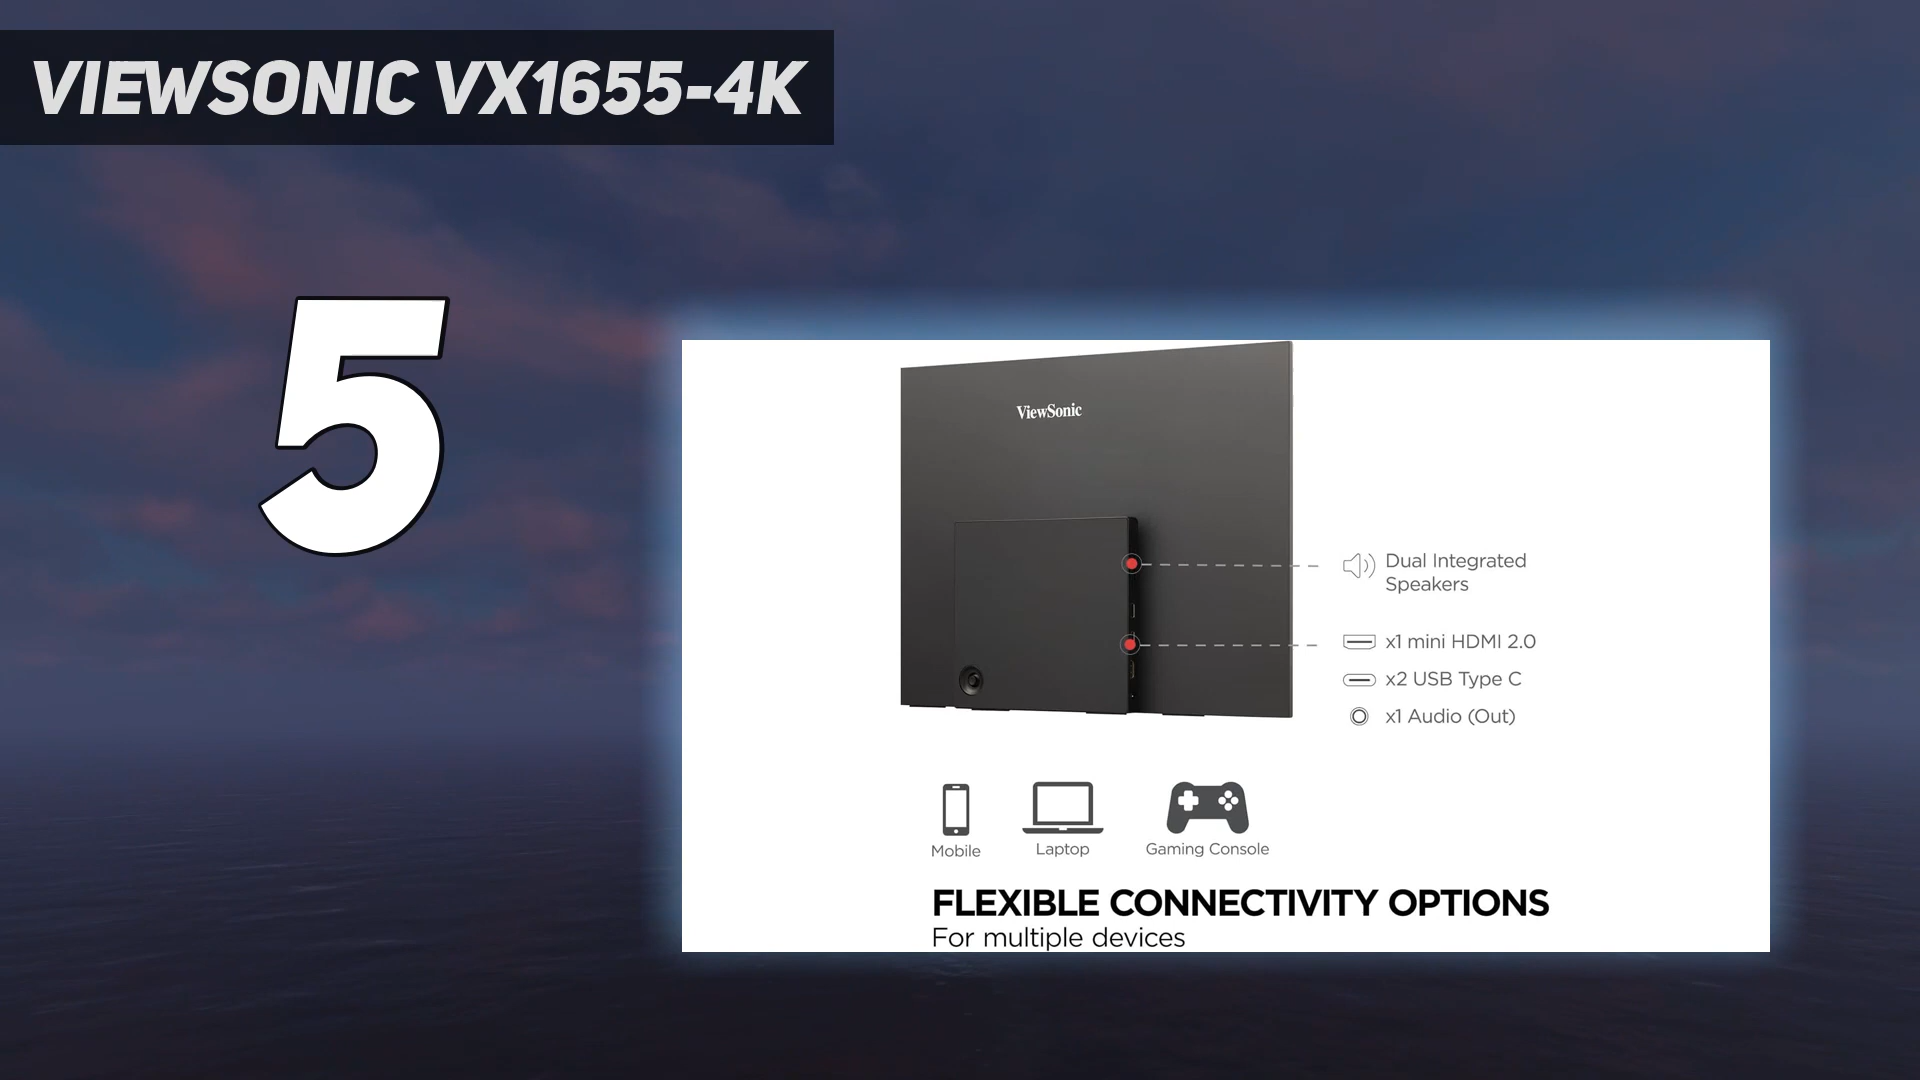 VIEWSONIC VX1655-4K
5
ViewSonic
Dual Integrated
Speakers
x1 mini HDMI 2.0
x2 USB Type C
x1 Audio (Out)
Mobile
Laptop
Gaming Console
FLEXIBLE CONNECTIVITY OPTIONS
For multiple devices